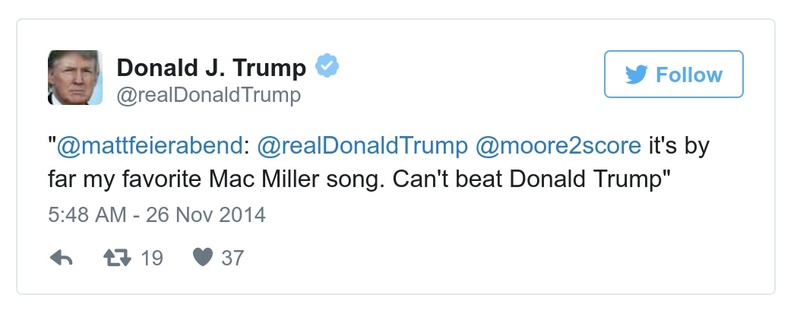 Donald J. Trump
@realDonaldTrump
Follow
"@mattfeierabend: @realDonaldTrump @moore2score it's by
far my favorite Mac Miller song. Can't beat Donald Trump"
5:48 AM - 26 Nov 2014
19 37